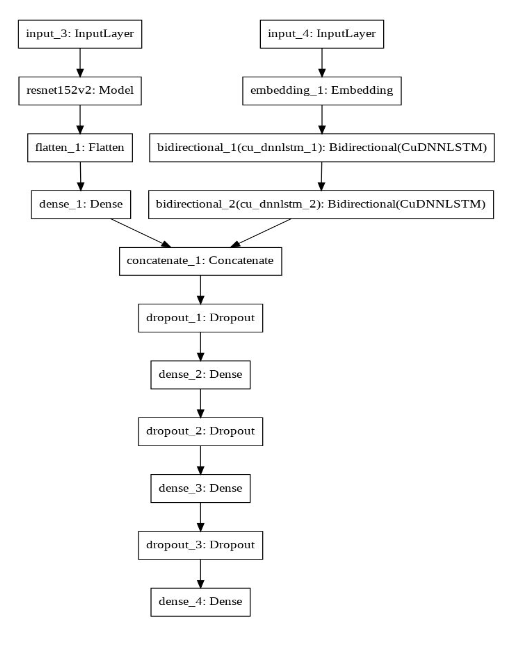 input_3: InputLayer
input_4: InputLayer
resnet152v2: Model
embedding_1: Embedding
flatten_1: Flatten
bidirectional_1(cu_dnnlstm_1): Bidirectional(CuDNNLSTM)
dense_1: Dense
bidirectional_2(cu_dnnlstm_2): Bidirectional(CuDNNLSTM)
concatenate_1: Concatenate
dropout_1: Dropout
dense_2: Dense
dropout_2: Dropout
dense_3: Dense
dropout_3: Dropout
dense_4: Dense